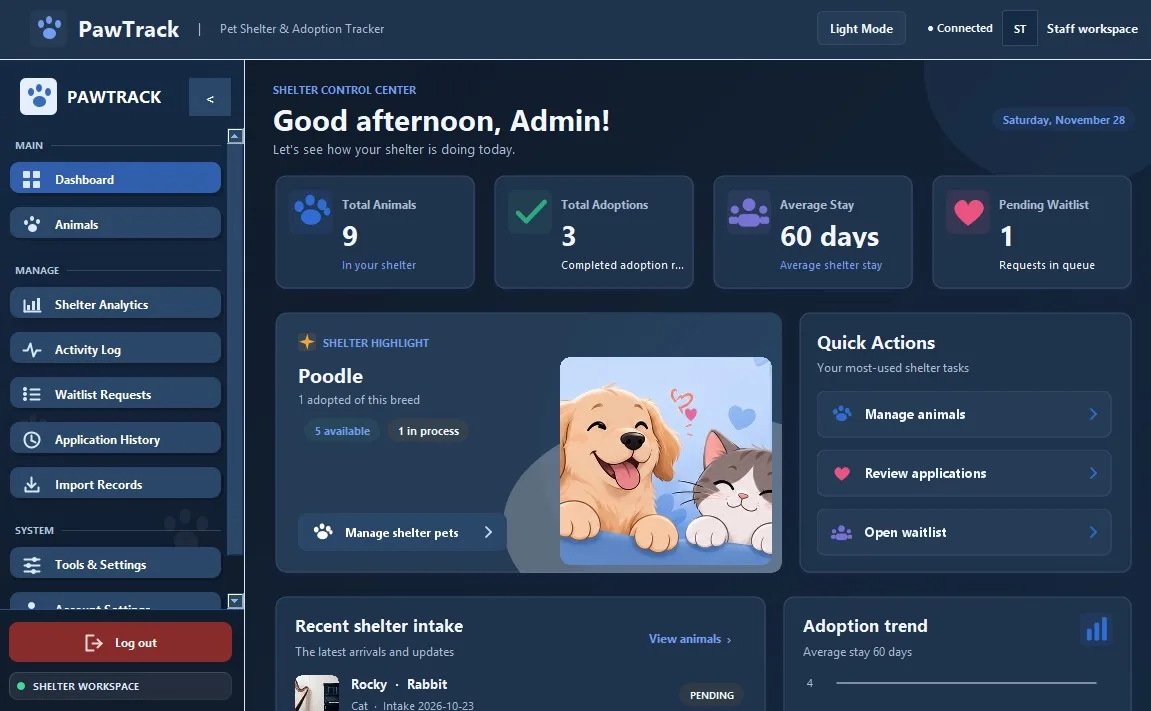 PawTrack | Pet Shelter & Adoption Tracker
Light Mode
• Connected
ST
Staff workspace
PAWTRACK
<
MAIN
Dashboard
Animals
MANAGE
Shelter Analytics
Activity Log
Waitlist Requests
Application History
Import Records
SYSTEM
Tools & Settings
Account Settings
Log out
SHELTER WORKSPACE
SHELTER CONTROL CENTER
Good afternoon, Admin!
Let's see how your shelter is doing today.
Saturday, November 28
Total Animals
9
In your shelter
Total Adoptions
3
Completed adoption r...
Average Stay
60 days
Average shelter stay
Pending Waitlist
1
Requests in queue
SHELTER HIGHLIGHT
Poodle
1 adopted of this breed
5 available
1 in process
Manage shelter pets
Quick Actions
Your most-used shelter tasks
Manage animals
Review applications
Open waitlist
Recent shelter intake
The latest arrivals and updates
View animals ›
Rocky · Rabbit
Cat · Intake 2026-10-23
PENDING
Adoption trend
Average stay 60 days
4